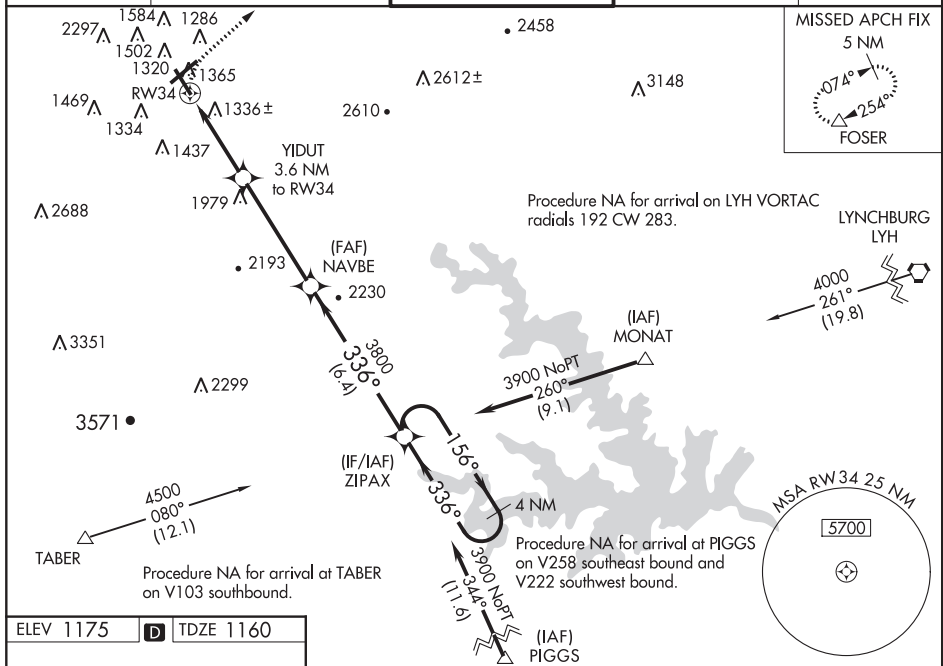 1584
1286
2297
1502
1320
1365
RW34
1469
1336±
1334
1437
2458
2612±
3148
2610
MISSED APCH FIX
5 NM
074°
254°
FOSER
YIDUT
3.6 NM
to RW34
1979
2688
Procedure NA for arrival on LYH VORTAC
radials 192 CW 283.
LYNCHBURG
LYH
4000
261°
(19.8)
(FAF)
NAVBE
2193
2230
(IAF)
MONAT
3351
3800
336°
(6.4)
3900 NoPT
260°
(9.1)
2299
3571
(IF/IAF)
ZIPAX
156°
336°
4 NM
MSA RW34 25 NM
5700
4500
080°
(12.1)
TABER
Procedure NA for arrival at PIGGS
on V258 southeast bound and
V222 southwest bound.
Procedure NA for arrival at TABER
on V103 southbound.
3900 NoPT
344°
(11.6)
(IAF)
PIGGS
ELEV 1175 D TDZE 1160